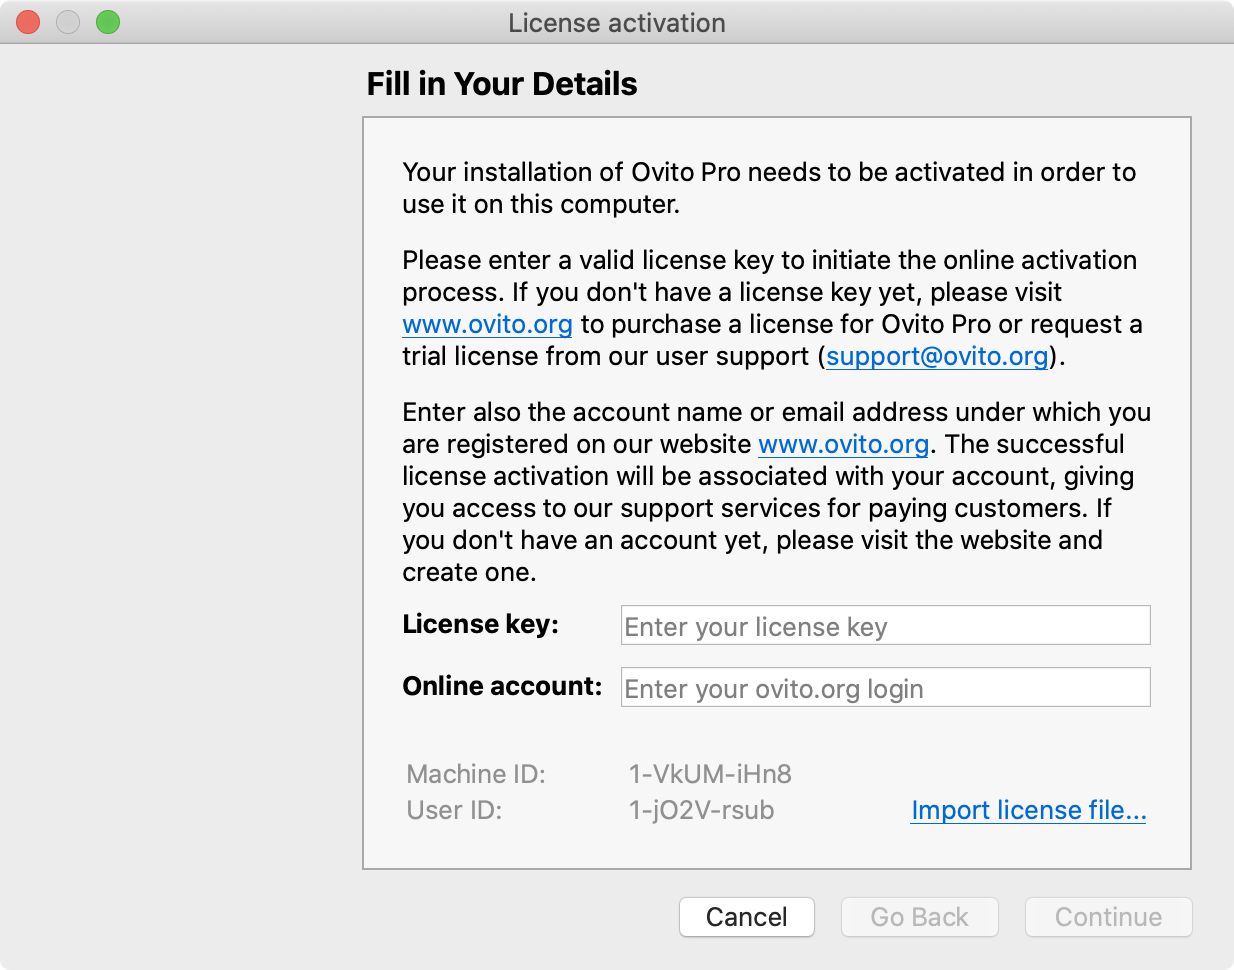 License activation
Fill in Your Details
Your installation of Ovito Pro needs to be activated in order to
use it on this computer.
Please enter a valid license key to initiate the online activation
process. If you don't have a license key yet, please visit
www.ovito.org to purchase a license for Ovito Pro or request a
trial license from our user support (support@ovito.org).
Enter also the account name or email address under which you
are registered on our website www.ovito.org. The successful
license activation will be associated with your account, giving
you access to our support services for paying customers. If
you don't have an account yet, please visit the website and
create one.
License key: Enter your license key
Online account: Enter your ovito.org login
Machine ID: 1-VkUM-iHn8
User ID: 1-jO2V-rsub Import license file...
Cancel Go Back Continue